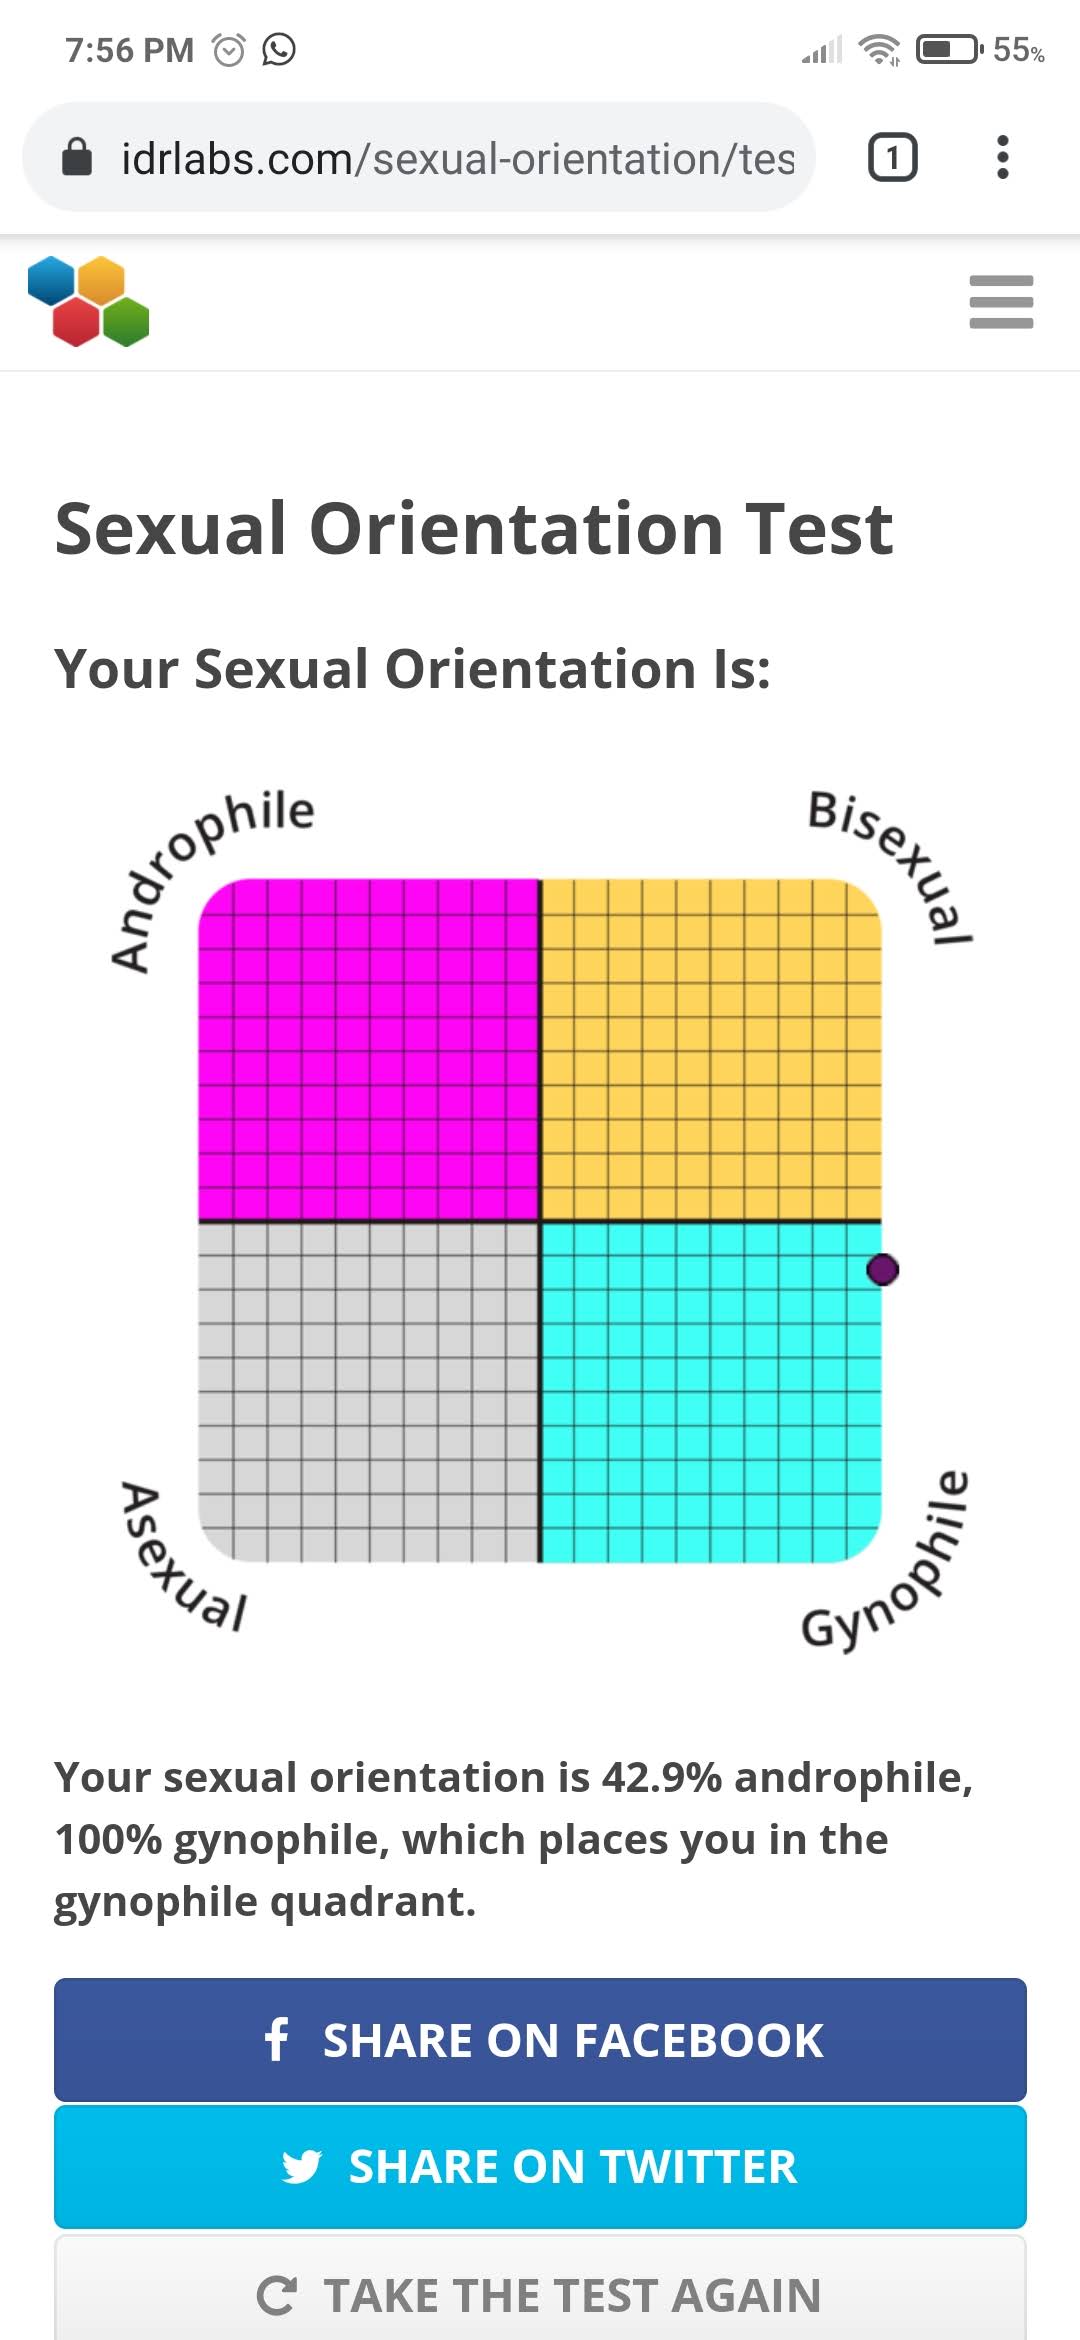 7:56 PM 55%
idrlabs.com/sexual-orientation/tes
1
Sexual Orientation Test
Your Sexual Orientation Is:
Androphile
Bisexual
Asexual
Gynophile
Your sexual orientation is 42.9% androphile,
100% gynophile, which places you in the
gynophile quadrant.
f SHARE ON FACEBOOK
SHARE ON TWITTER
TAKE THE TEST AGAIN